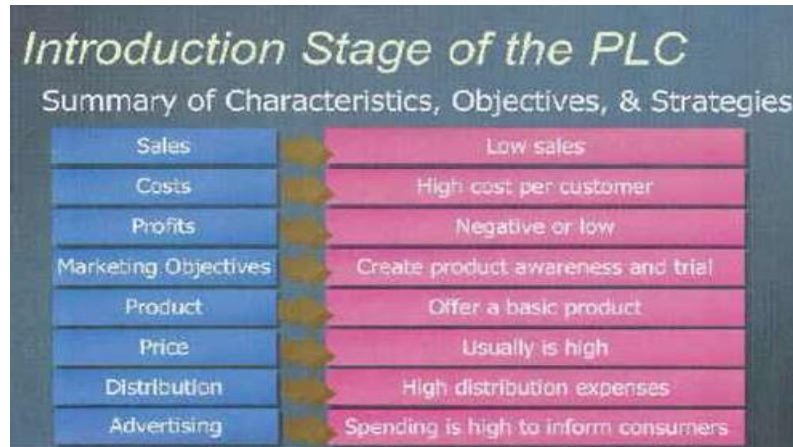 Introduction Stage of the PLC
Summary of Characteristics, Objectives, & Strategies
Sales Low sales
Costs High cost per customer
Profits Negative or low
Marketing Objectives Create product awareness and trial
Product Offer a basic product
Price Usually is high
Distribution High distribution expenses
Advertising Spending is high to inform consumers